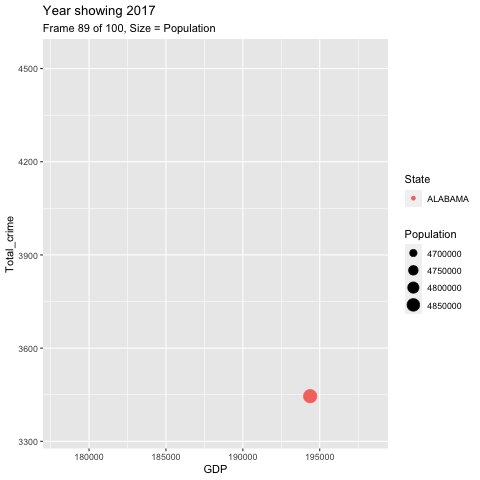 Year showing 2017
Frame 89 of 100, Size = Population
4500
4200
3900
3600
3300
Total_crime
180000
185000
190000
195000
GDP
State
ALABAMA
Population
4700000
4750000
4800000
4850000